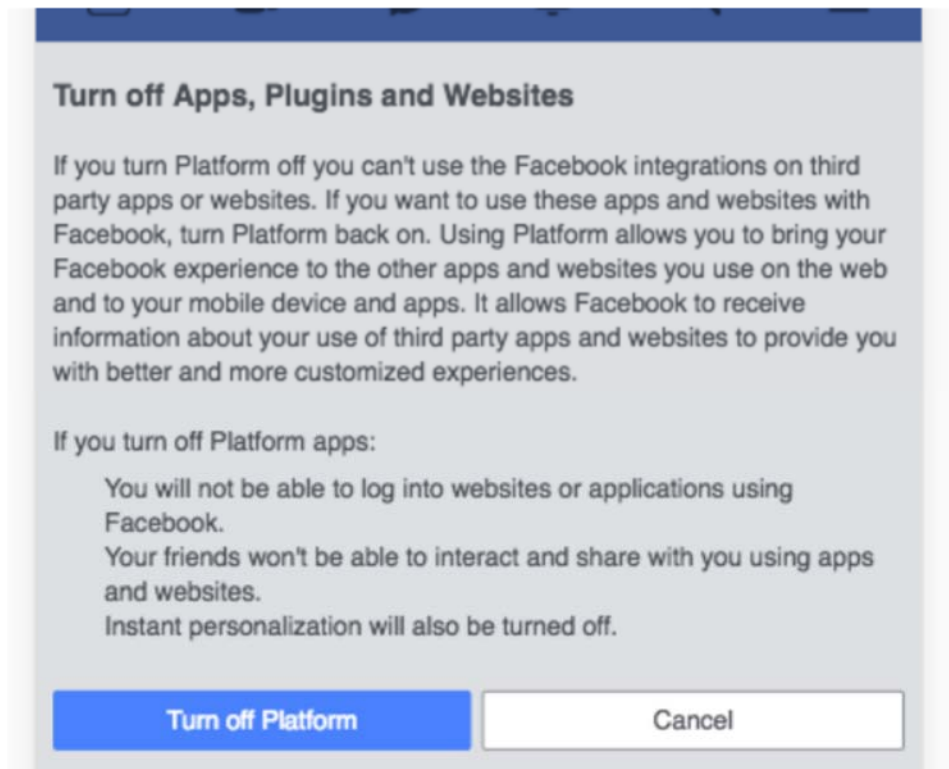 Turn off Apps, Plugins and Websites
If you turn Platform off you can't use the Facebook integrations on third
party apps or websites. If you want to use these apps and websites with
Facebook, turn Platform back on. Using Platform allows you to bring your
Facebook experience to the other apps and websites you use on the web
and to your mobile device and apps. It allows Facebook to receive
information about your use of third party apps and websites to provide you
with better and more customized experiences.
If you turn off Platform apps:
You will not be able to log into websites or applications using
Facebook.
Your friends won't be able to interact and share with you using apps
and websites.
Instant personalization will also be turned off.
Turn off Platform
Cancel